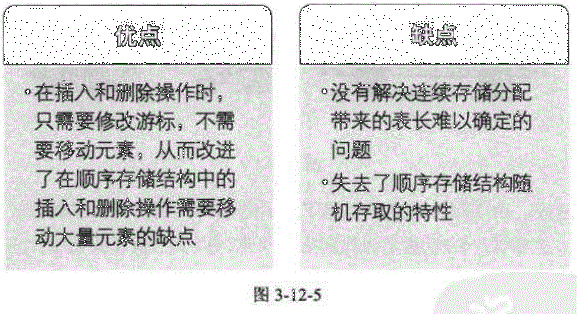 优点
。在插入和删除操作时,
只需要修改游标,不需
要移动元素,从而改进
了在顺序存储结构中的
插入和删除操作需要移
动大量元素的缺点
缺点
。没有解决连续存储分配
带来的表长难以确定的
问题
。失去了顺序存储结构随
机存取的特性
图 3-12-5